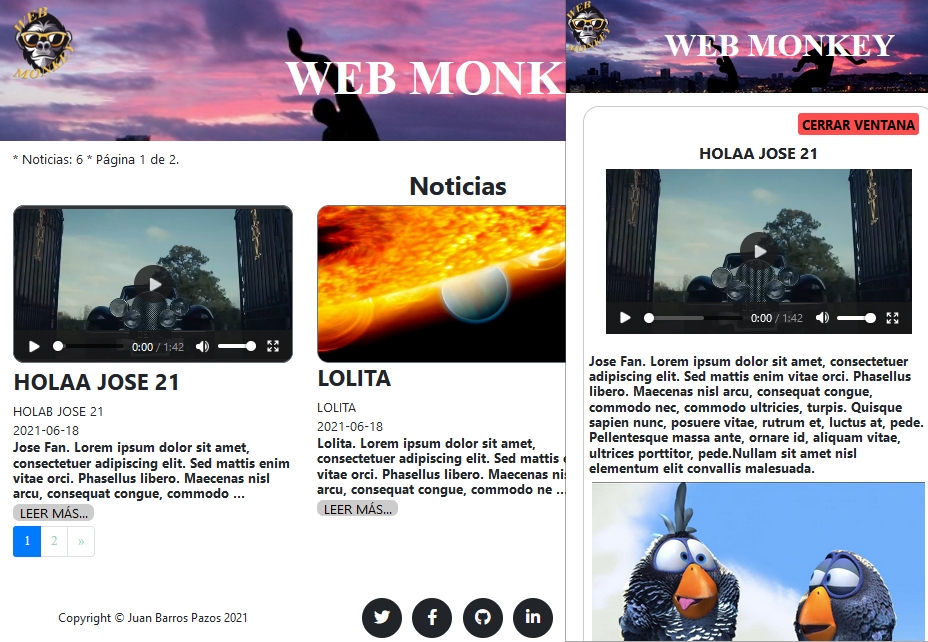 WEB
MONKEY
WEB MONK
* Noticias: 6 * Página 1 de 2.
Noticias
0:00 / 1:42
HOLAA JOSE 21
HOLAB JOSE 21
2021-06-18
Jose Fan. Lorem ipsum dolor sit amet,
consectetuer adipiscing elit. Sed mattis enim
vitae orci. Phasellus libero. Maecenas nisl
arcu, consequat congue, commodo ...
LEER MÁS...
1 2 »
LOLITA
LOLITA
2021-06-18
Lolita. Lorem ipsum dolor sit amet,
consectetuer adipiscing elit. Sed mattis
vitae orci. Phasellus libero. Maecenas nis
arcu, consequat congue, commodo ne ...
LEER MÁS...
Copyright © Juan Barros Pazos 2021
WEB
MONKEY
WEB MONKEY
CERRAR VENTANA
HOLAA JOSE 21
0:00 / 1:42
Jose Fan. Lorem ipsum dolor sit amet, consectetuer
adipiscing elit. Sed mattis enim vitae orci. Phasellus
libero. Maecenas nisl arcu, consequat congue,
commodo nec, commodo ultricies, turpis. Quisque
sapien nunc, posuere vitae, rutrum et, luctus at, pede.
Pellentesque massa ante, ornare id, aliquam vitae,
ultrices porttitor, pede.Nullam sit amet nisl
elementum elit convallis malesuada.